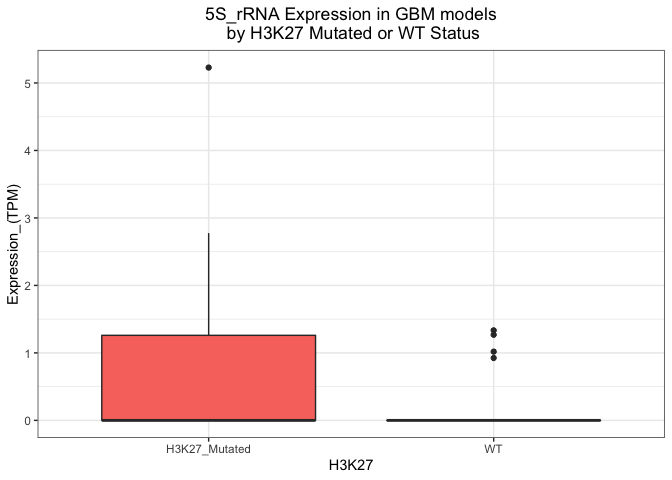 5S_rRNA Expression in GBM models
by H3K27 Mutated or WT Status
Expression_(TPM)
5
4
3
2
1
0
H3K27_Mutated
WT
H3K27